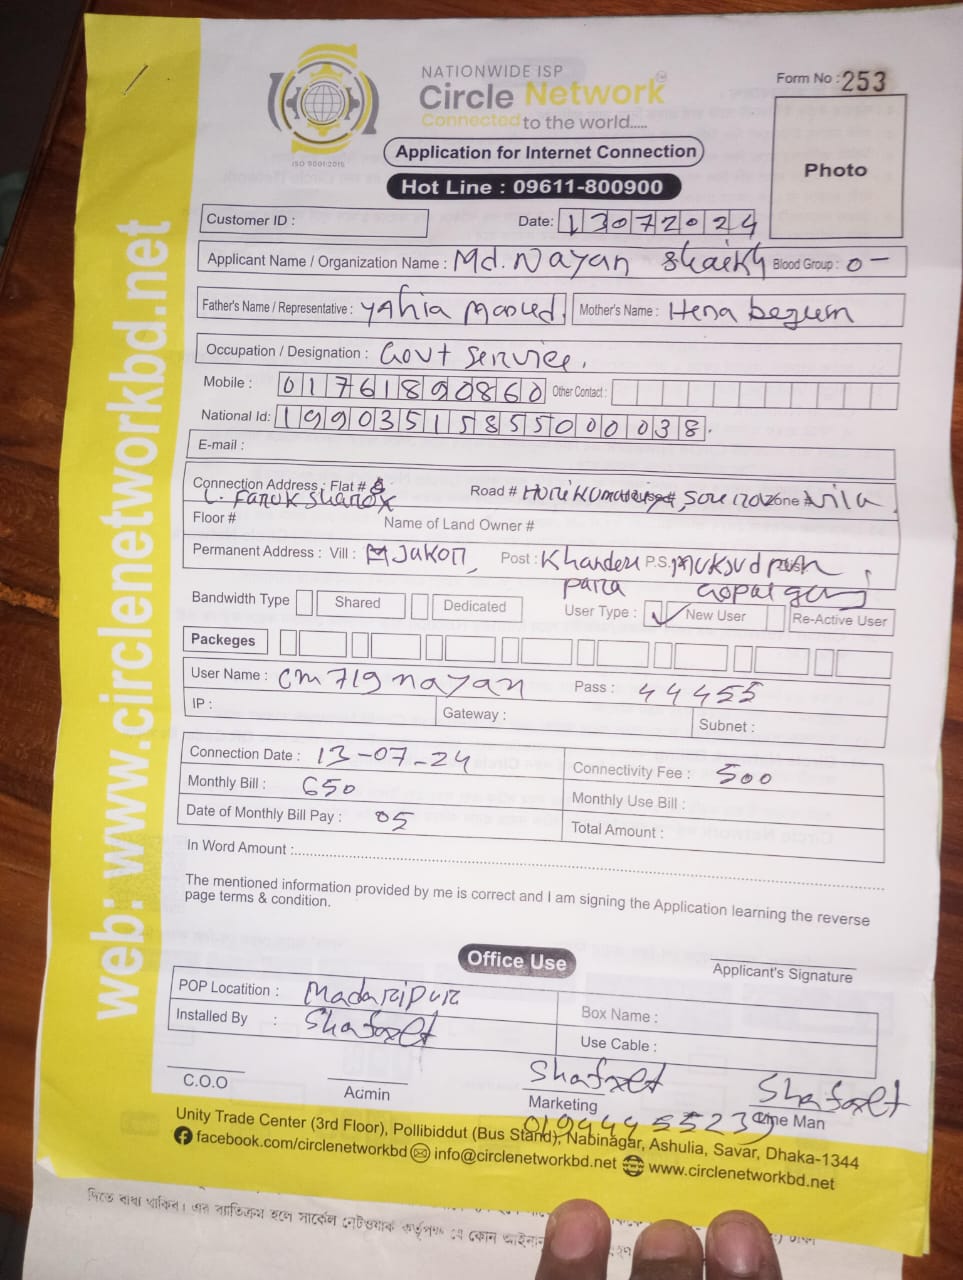 NATIONWIDE ISP
Circle Network
Connected to the world.....
ISO 9001:2015
Form No : 253
Photo
Application for Internet Connection
Hot Line : 09611-800900
Customer ID :
Date: 13072024
Applicant Name / Organization Name : Md. Nayan Shaikh Blood Group : O-
Father's Name / Representative : Yahia Masud Mother's Name : Hena begum
Occupation / Designation : Govt Service.
Mobile : 01761890860 Other Contact :
National Id: 19903515855000038
E-mail :
Connection Address : Flat # Road # Zone #
Floor # Name of Land Owner #
Permanent Address : Vill : Post : P.S.
Gopalgonj
Bandwidth Type Shared Dedicated User Type : ✓ New User Re-Active User
Packeges
User Name : cm719nayan Pass : 44455
IP : Gateway : Subnet :
Connection Date : 13-07-24 Connectivity Fee : 500
Monthly Bill : 650 Monthly Use Bill :
Date of Monthly Bill Pay : 05 Total Amount :
In Word Amount :
The mentioned information provided by me is correct and I am signing the Application learning the reverse
page terms & condition.
Applicant's Signature
Office Use
POP Locatition : Madaripur Box Name :
Installed By : Use Cable :
C.O.O Admin Marketing Line Man
Unity Trade Center (3rd Floor), Pollibiddut (Bus Stand), Nabinagar, Ashulia, Savar, Dhaka-1344
facebook.com/circlenetworkbd info@circlenetworkbd.net www.circlenetworkbd.net
web: www.circlenetworkbd.net